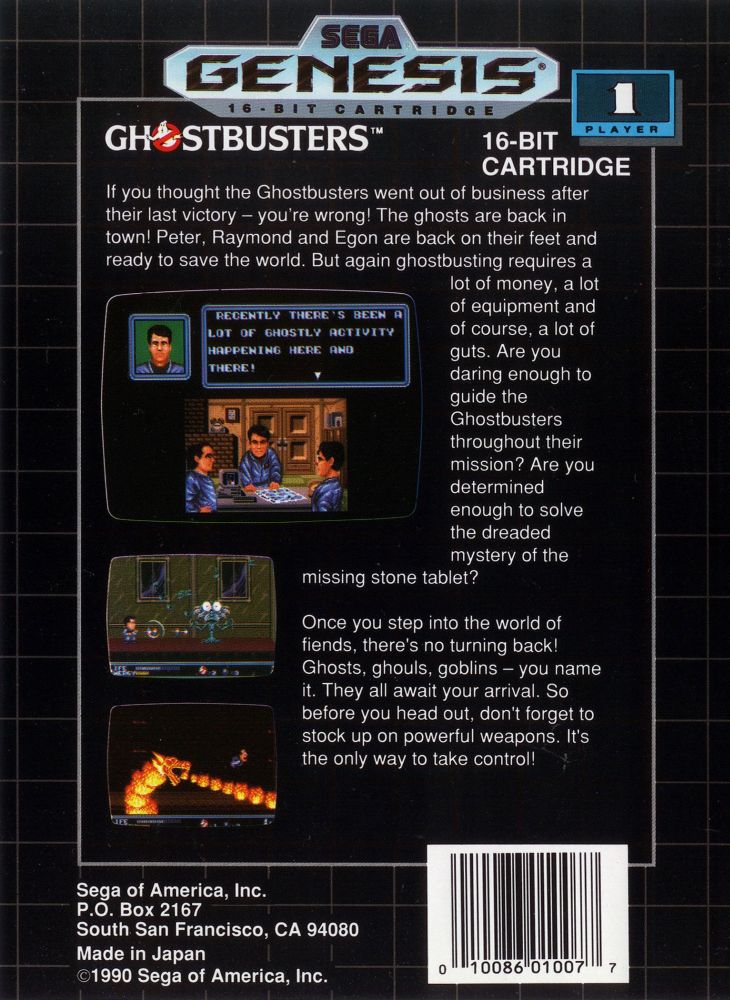 SEGA
GENESIS®
16-BIT CARTRIDGE
1
PLAYER
GHOSTBUSTERS™
16-BIT
CARTRIDGE
If you thought the Ghostbusters went out of business after
their last victory – you're wrong! The ghosts are back in
town! Peter, Raymond and Egon are back on their feet and
ready to save the world. But again ghostbusting requires a
lot of money, a lot
of equipment and
of course, a lot of
guts. Are you
daring enough to
guide the
Ghostbusters
throughout their
mission? Are you
determined
enough to solve
the dreaded
mystery of the
missing stone tablet?
RECENTLY THERE'S BEEN A
LOT OF GHOSTLY ACTIVITY
HAPPENING HERE AND
THERE!
Once you step into the world of
fiends, there's no turning back!
Ghosts, ghouls, goblins – you name
it. They all await your arrival. So
before you head out, don't forget to
stock up on powerful weapons. It's
the only way to take control!
Sega of America, Inc.
P.O. Box 2167
South San Francisco, CA 94080
Made in Japan
©1990 Sega of America, Inc.
0 10086 01007 7